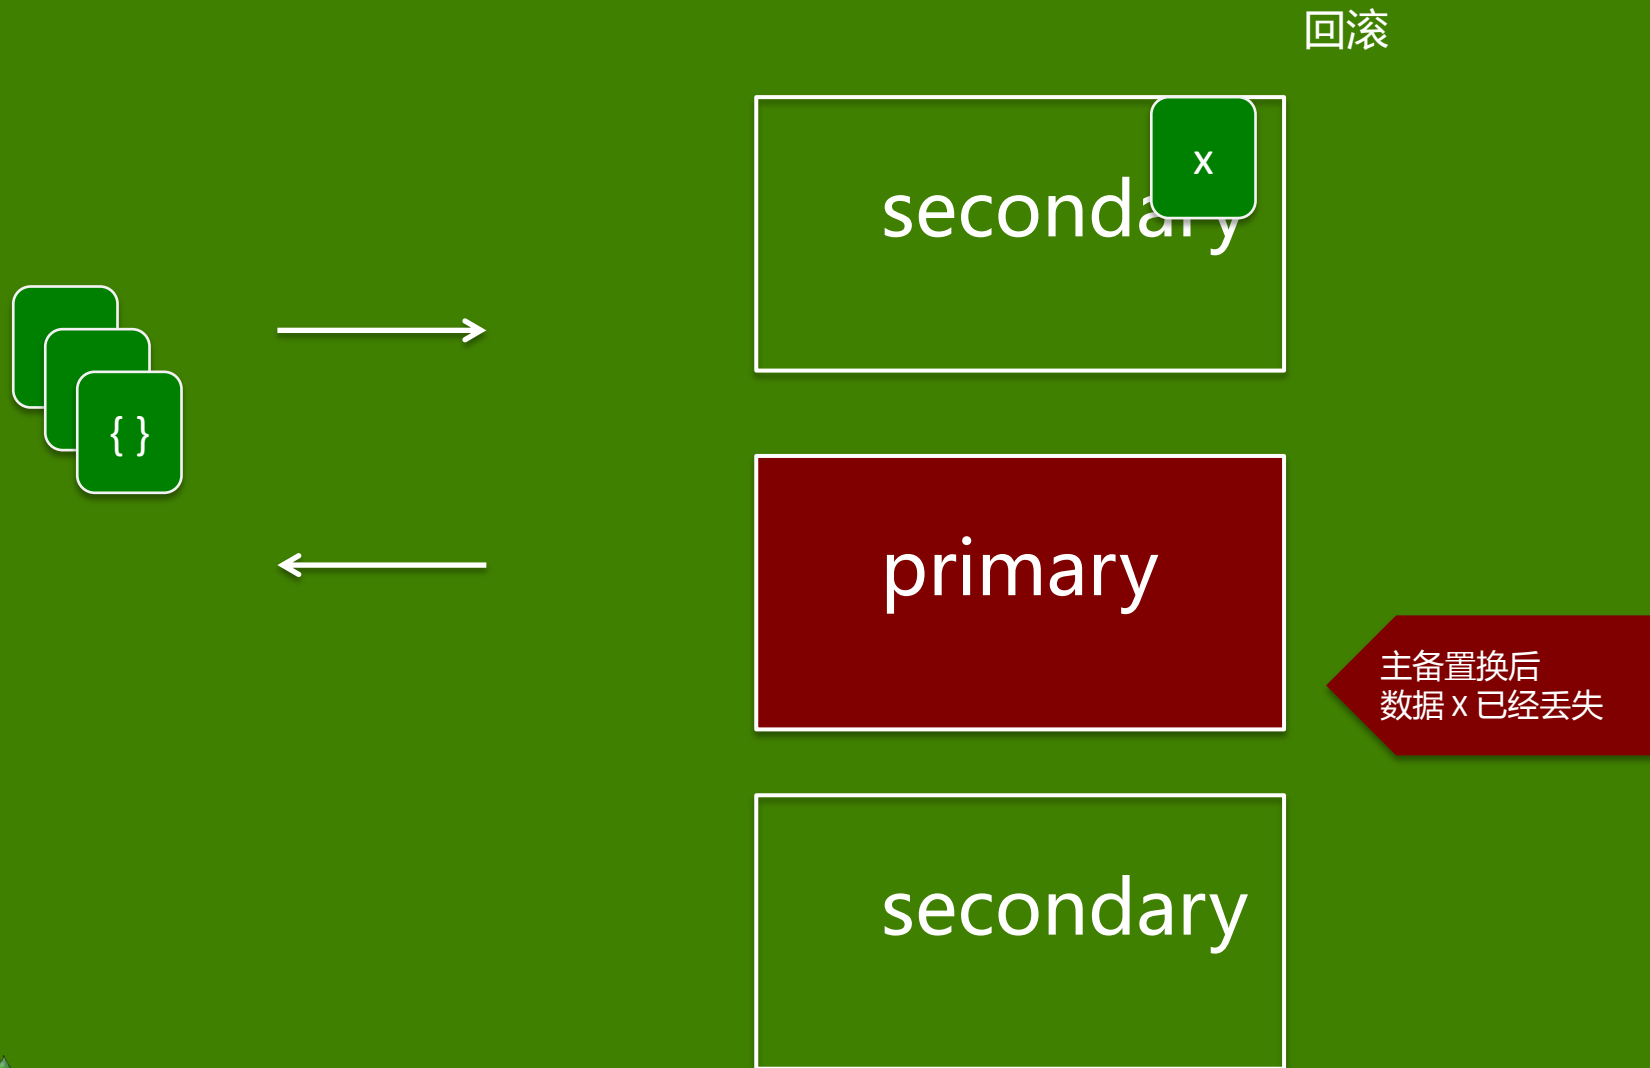 回滚
x
secondary
{ }
primary
主备置换后
数据 x 已经丢失
secondary